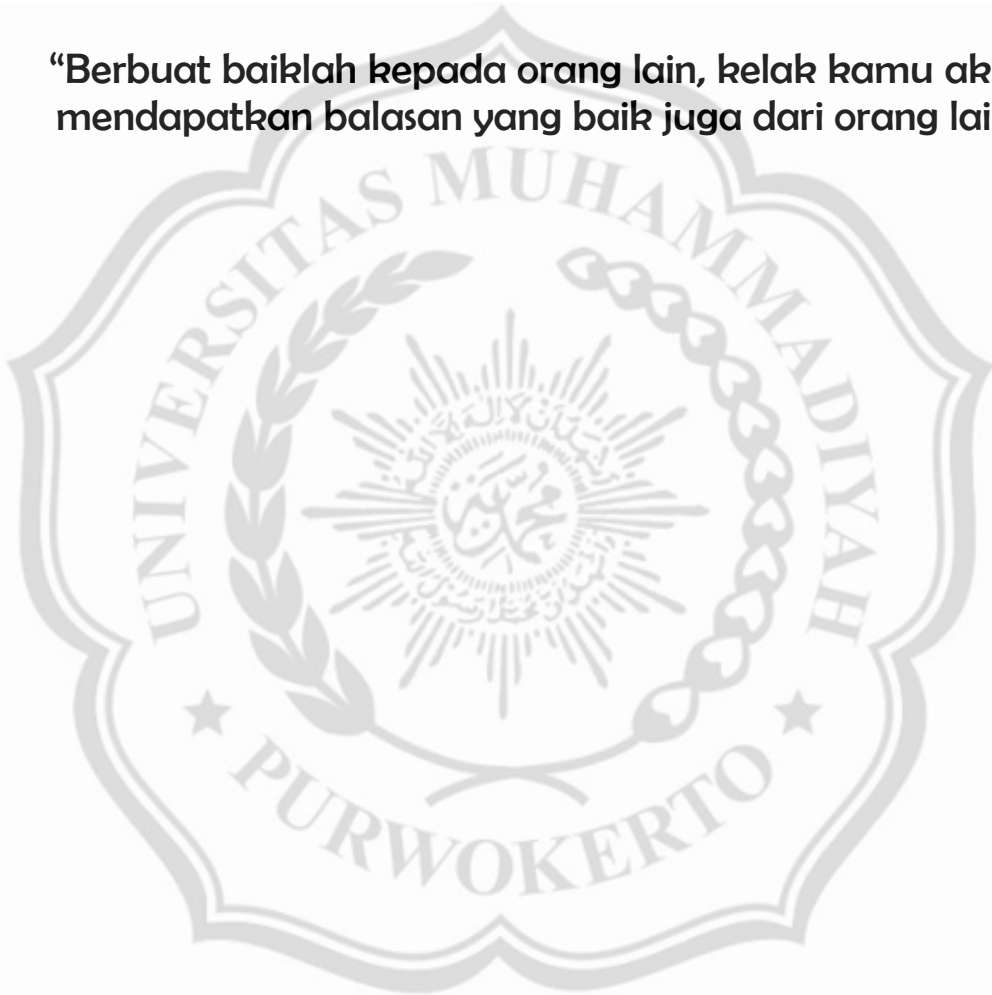 “Berbuat baiklah kepada orang lain, kelak kamu ak
mendapatkan balasan yang baik juga dari orang lai
UNIVERSITAS MUHAMMADIYAH
PURWOKERTO